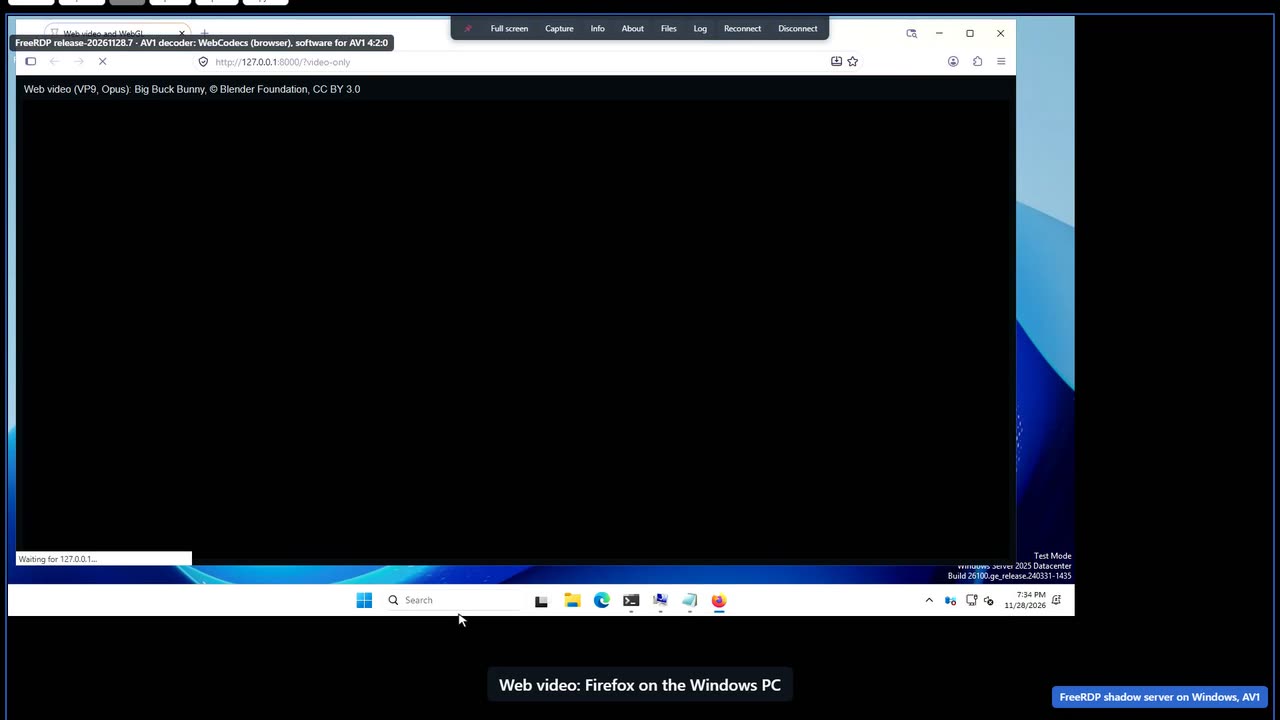 Web video and WebGL
Full screen
Capture
Info
About
Files
Log
Reconnect
Disconnect
FreeRDP release-20261128.7 · AV1 decoder: WebCodecs (browser), software for AV1 4:2:0
http://127.0.0.1:8000/?video-only
Web video (VP9, Opus): Big Buck Bunny, © Blender Foundation, CC BY 3.0
Waiting for 127.0.0.1...
Test Mode
Windows Server 2025 Datacenter
Build 26100.ge_release.240331-1435
Search
7:34 PM
11/28/2026
Web video: Firefox on the Windows PC
FreeRDP shadow server on Windows, AV1